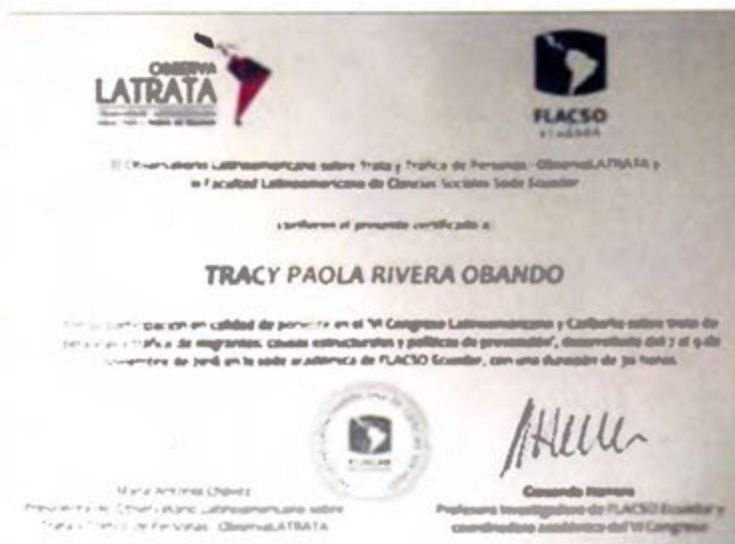 OBSERVA
LATRATA
FLACSO
ECUADOR
El Observatorio Latinoamericano sobre Trata y Tráfico de Personas - ObservaLATRATA y
la Facultad Latinoamericana de Ciencias Sociales Sede Ecuador
confieren el presente certificado a:
TRACY PAOLA RIVERA OBANDO
participación en calidad de ponente en el "VI Congreso Latinoamericano y Caribeño sobre trata de
personas y tráfico de migrantes: causas estructurales y políticas de prevención", desarrollado del 7 al 9 de
noviembre de 2018 en la sede académica de FLACSO Ecuador, con una duración de 30 horas.
FLACSO
María Antonia Chávez
Presidenta del Observatorio Latinoamericano sobre
Trata y Tráfico de Personas - ObservaLATRATA
Herrera
Profesora Investigadora de FLACSO Ecuador y
coordinadora académica del VI Congreso